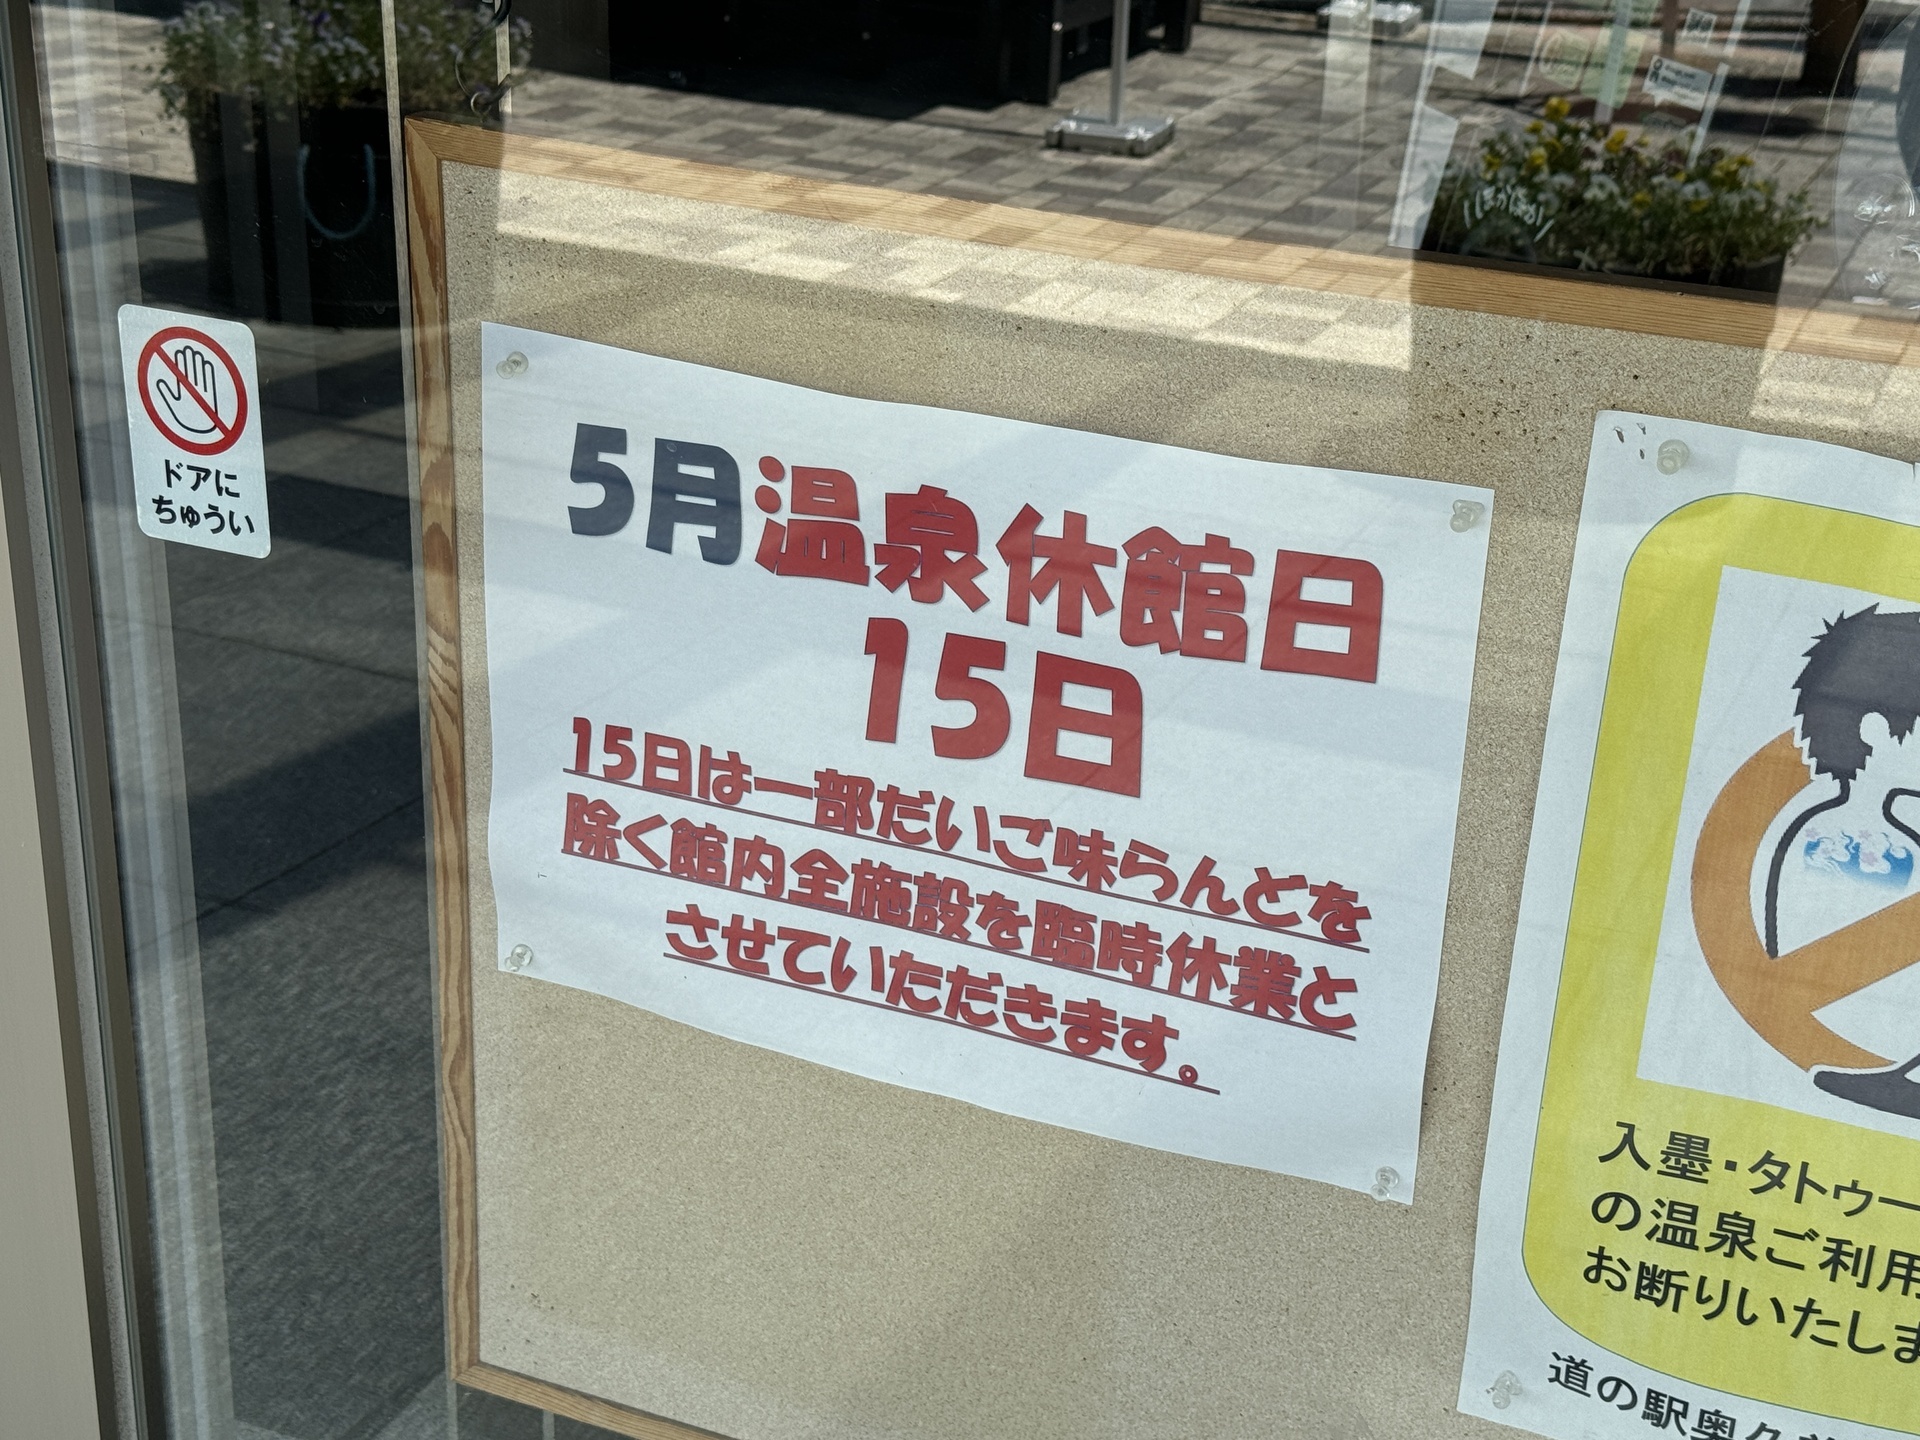 ドアに
ちゅうい
5月温泉休館日
15日
15日は一部だいご味らんどを
除く館内全施設を臨時休業と
させていただきます。
入墨・タトゥー
の温泉ご利用
お断りいたしま
道の駅奥久